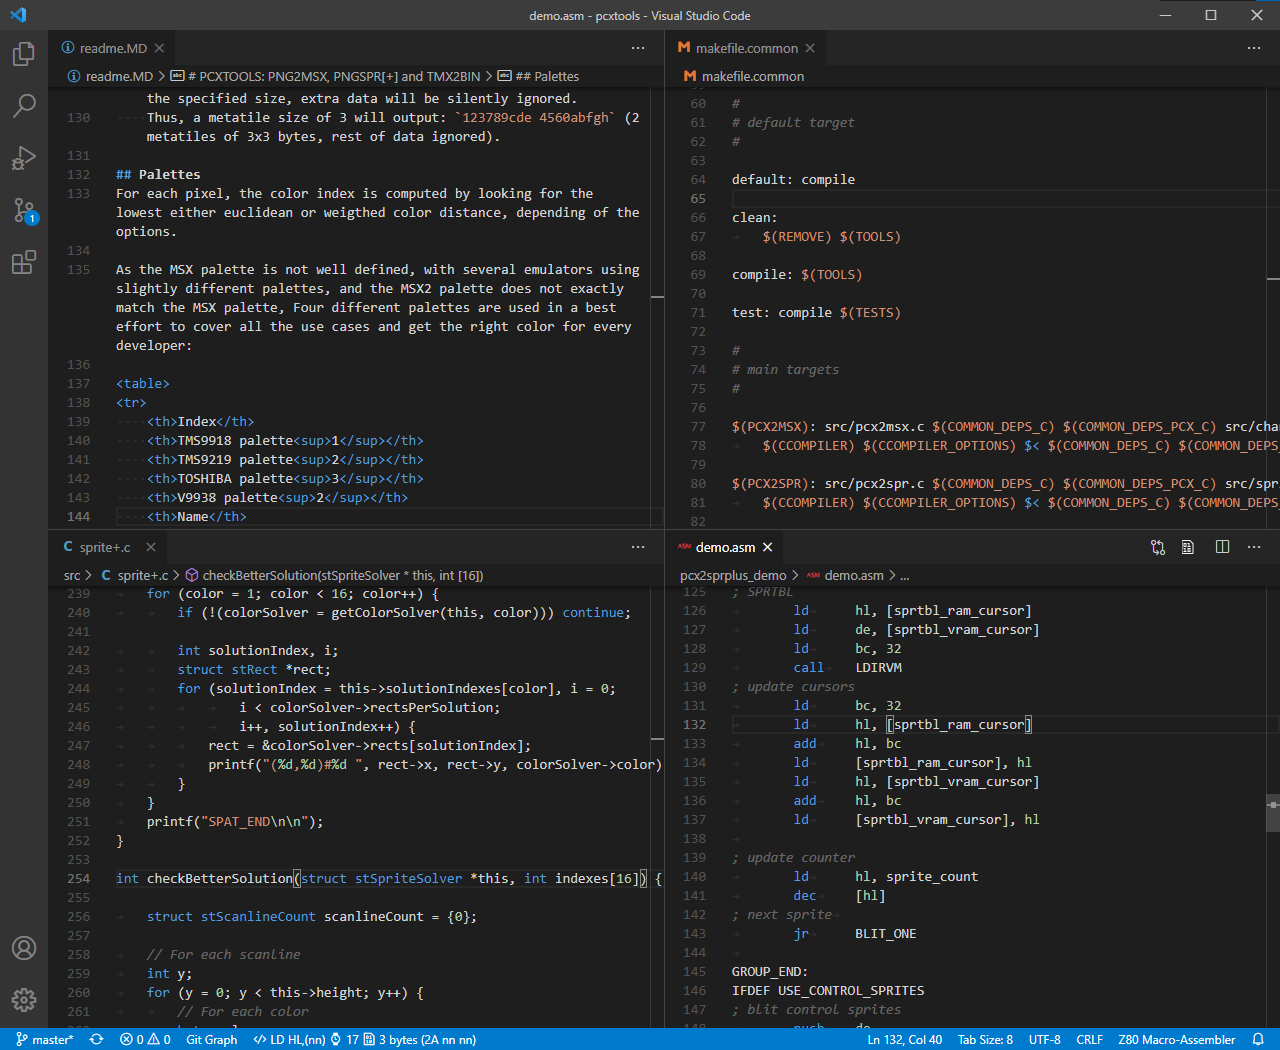 demo.asm - pcxtools - Visual Studio Code
readme.MD
readme.MD > # PCXTOOLS: PNG2MSX, PNGSPR[+] and TMX2BIN > ## Palettes
the specified size, extra data will be silently ignored.
130 Thus, a metatile size of 3 will output: `123789cde 4560abfgh` (2
metatiles of 3x3 bytes, rest of data ignored).
131
132 ## Palettes
133 For each pixel, the color index is computed by looking for the
lowest either euclidean or weigthed color distance, depending of the
options.
134
135 As the MSX palette is not well defined, with several emulators using
slightly different palettes, and the MSX2 palette does not exactly
match the MSX palette, Four different palettes are used in a best
effort to cover all the use cases and get the right color for every
developer:
136
137 <table>
138 <tr>
139 <th>Index</th>
140 <th>TMS9918 palette<sup>1</sup></th>
141 <th>TMS9219 palette<sup>2</sup></th>
142 <th>TOSHIBA palette<sup>3</sup></th>
143 <th>V9938 palette<sup>2</sup></th>
144 <th>Name</th>
makefile.common
makefile.common
60 #
61 # default target
62 #
63
64 default: compile
65
66 clean:
67 $(REMOVE) $(TOOLS)
68
69 compile: $(TOOLS)
70
71 test: compile $(TESTS)
72
73 #
74 # main targets
75 #
76
77 $(PCX2MSX): src/pcx2msx.c $(COMMON_DEPS_C) $(COMMON_DEPS_PCX_C) src/cha
78 $(CCOMPILER) $(CCOMPILER_OPTIONS) $< $(COMMON_DEPS_C) $(COMMON_DEPS_
79
80 $(PCX2SPR): src/pcx2spr.c $(COMMON_DEPS_C) $(COMMON_DEPS_PCX_C) src/spr
81 $(CCOMPILER) $(CCOMPILER_OPTIONS) $< $(COMMON_DEPS_C) $(COMMON_DEPS_
82
C sprite+.c
src > C sprite+.c > checkBetterSolution(stSpriteSolver * this, int [16])
239 for (color = 1; color < 16; color++) {
240 if (!(colorSolver = getColorSolver(this, color))) continue;
241
242 int solutionIndex, i;
243 struct stRect *rect;
244 for (solutionIndex = this->solutionIndexes[color], i = 0;
245 i < colorSolver->rectsPerSolution;
246 i++, solutionIndex++) {
247 rect = &colorSolver->rects[solutionIndex];
248 printf("(%d,%d)#%d ", rect->x, rect->y, colorSolver->color)
249 }
250 }
251 printf("SPAT_END\n\n");
252 }
253
254 int checkBetterSolution(struct stSpriteSolver *this, int indexes[16]) {
255
256 struct stScanlineCount scanlineCount = {0};
257
258 // For each scanline
259 int y;
260 for (y = 0; y < this->height; y++) {
261 // For each color
ASM demo.asm
pcx2sprplus_demo > ASM demo.asm > ...
125 ; SPRTBL
126 ld hl, [sprtbl_ram_cursor]
127 ld de, [sprtbl_vram_cursor]
128 ld bc, 32
129 call LDIRVM
130 ; update cursors
131 ld bc, 32
132 ld hl, [sprtbl_ram_cursor]
133 add hl, bc
134 ld [sprtbl_ram_cursor], hl
135 ld hl, [sprtbl_vram_cursor]
136 add hl, bc
137 ld [sprtbl_vram_cursor], hl
138
139 ; update counter
140 ld hl, sprite_count
141 dec [hl]
142 ; next sprite
143 jr BLIT_ONE
144
145 GROUP_END:
146 IFDEF USE_CONTROL_SPRITES
147 ; blit control sprites
148 push de
1
master* 0 0 Git Graph LD HL,(nn) 17 3 bytes (2A nn nn) Ln 132, Col 40 Tab Size: 8 UTF-8 CRLF Z80 Macro-Assembler